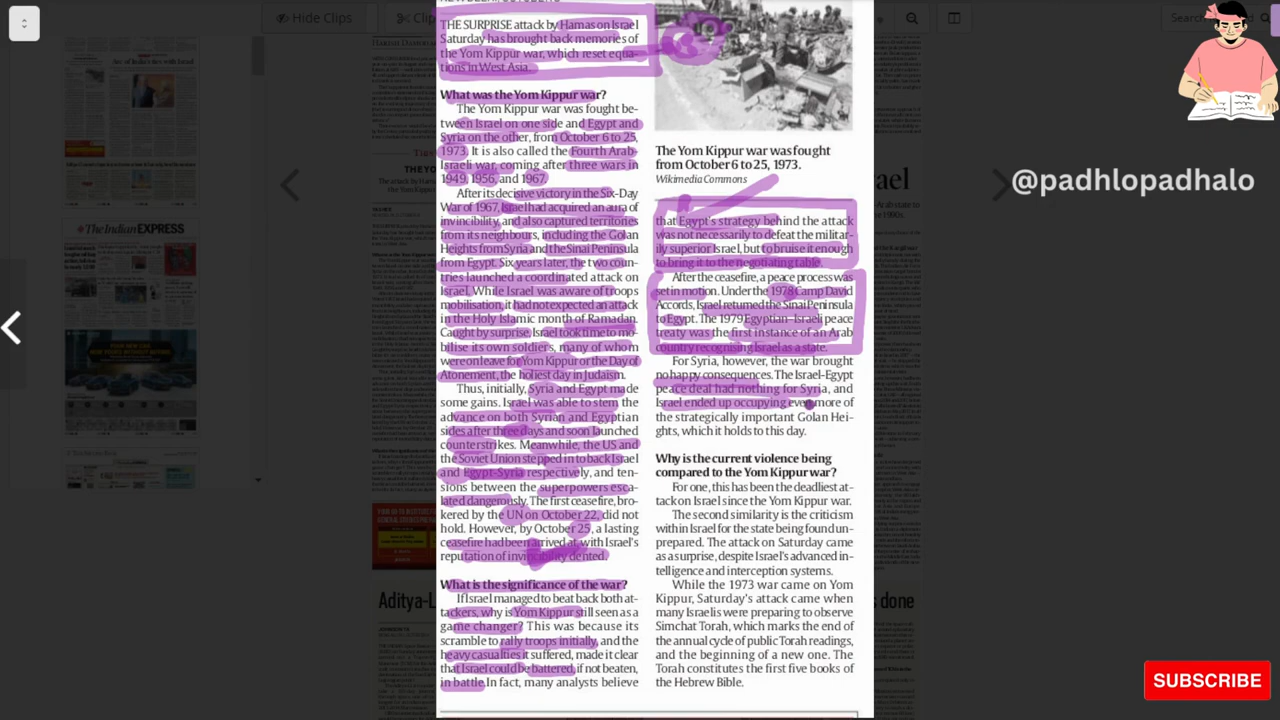 Hide Clips
Search
THE SURPRISE attack by Hamas on Israel
Saturday has brought back memories of
the Yom Kippur war, which reset equa-
tions in West Asia.
What was the Yom Kippur war?
The Yom Kippur war was fought be-
tween Israel on one side and Egypt and
Syria on the other, from October 6 to 25,
1973. It is also called the Fourth Arab-
Israeli war, coming after three wars in
1949, 1956, and 1967.
After its decisive victory in the Six-Day
War of 1967, Israel had acquired an aura of
invincibility, and also captured territories
from its neighbours, including the Golan
Heights from Syria and the Sinai Peninsula
from Egypt. Six years later, the two coun-
tries launched a coordinated attack on
Israel. While Israel was aware of troops
mobilisation, it had not expected an attack
in the Holy Islamic month of Ramadan.
Caught by surprise, Israel took time to mo-
bilise its own soldiers, many of whom
were on leave for Yom Kippur or the Day of
Atonement, the holiest day in Judaism.
Thus, initially, Syria and Egypt made
some gains. Israel was able to stem the
advance on both Syrian and Egyptian
sides after three days and soon launched
counterstrikes. Meanwhile, the US and
the Soviet Union stepped in to back Israel
and Egypt-Syria respectively, and ten-
sions between the superpowers esca-
lated dangerously. The first ceasefire, bro-
kered by the UN on October 22, did not
hold. However, by October 25, a lasting
ceasefire had been arrived at, with Israel's
reputation of invincibility dented.
What is the significance of the war?
If Israel managed to beat back both at-
tackers, why is Yom Kippur still seen as a
game changer? This was because its
scramble to rally troops initially, and the
heavy casualties it suffered, made it clear
that Israel could be battered, if not beaten,
in battle. In fact, many analysts believe
The Yom Kippur war was fought
from October 6 to 25, 1973.
Wikimedia Commons
that Egypt's strategy behind the attack
was not necessarily to defeat the militar-
ily superior Israel, but to bruise it enough
to bring it to the negotiating table.
After the ceasefire, a peace process was
set in motion. Under the 1978 Camp David
Accords, Israel returned the Sinai Peninsula
to Egypt. The 1979 Egyptian–Israeli peace
treaty was the first instance of an Arab
country recognising Israel as a state.
For Syria, however, the war brought
no happy consequences. The Israel-Egypt
peace deal had nothing for Syria, and
Israel ended up occupying even more of
the strategically important Golan Hei-
ghts, which it holds to this day.
Why is the current violence being
compared to the Yom Kippur war?
For one, this has been the deadliest at-
tack on Israel since the Yom Kippur war.
The second similarity is the criticism
within Israel for the state being found un-
prepared. The attack on Saturday came
as a surprise, despite Israel's advanced in-
telligence and interception systems.
While the 1973 war came on Yom
Kippur, Saturday's attack came when
many Israelis were preparing to observe
Simchat Torah, which marks the end of
the annual cycle of public Torah readings,
and the beginning of a new one. The
Torah constitutes the first five books of
the Hebrew Bible.
The Indian EXPRESS
Aditya-L
done
@padhlopadhalo
SUBSCRIBE